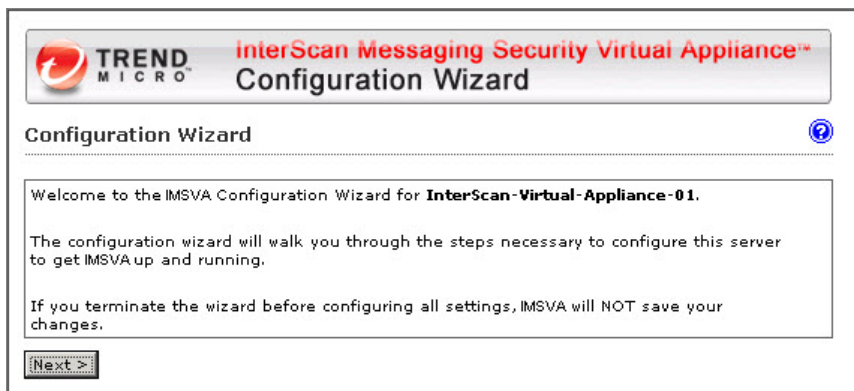 TREND MICRO™
InterScan Messaging Security Virtual Appliance™
Configuration Wizard
Configuration Wizard
?
Welcome to the IMSVA Configuration Wizard for InterScan-Virtual-Appliance-01.
The configuration wizard will walk you through the steps necessary to configure this server
to get IMSVA up and running.
If you terminate the wizard before configuring all settings, IMSVA will NOT save your
changes.
Next >